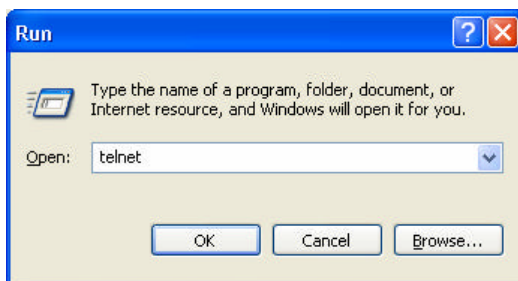 Run
Type the name of a program, folder, document, or
Internet resource, and Windows will open it for you.
Open: telnet
OK Cancel Browse...